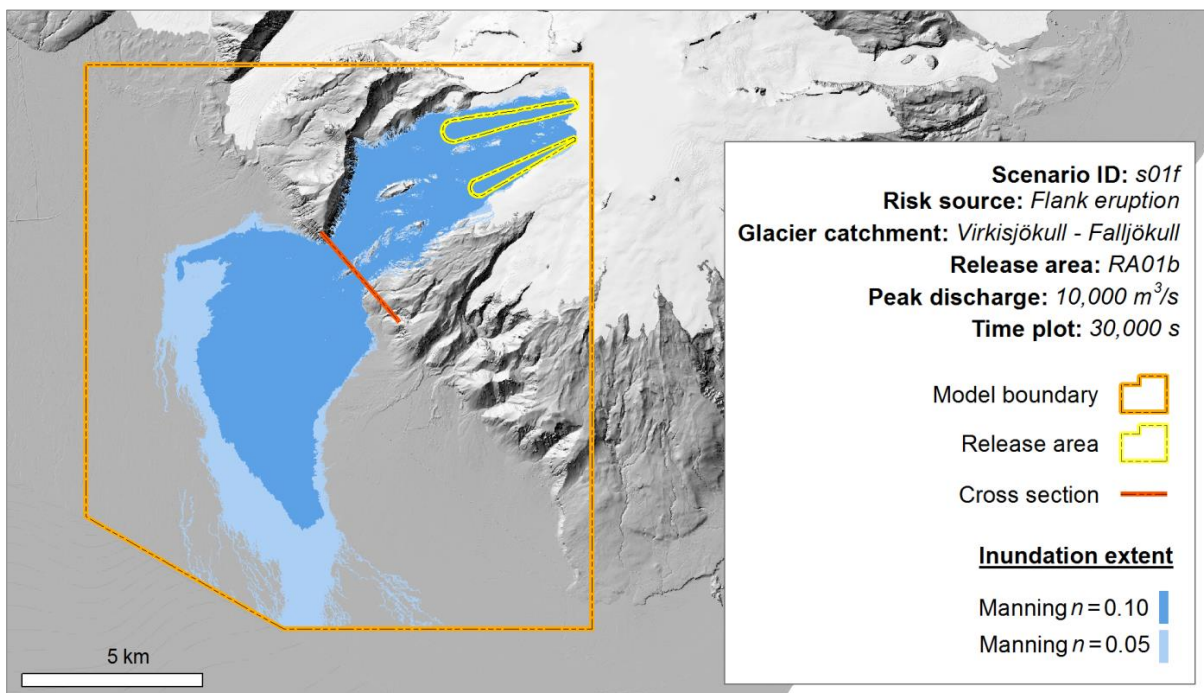 Scenario ID: s01f
Risk source: Flank eruption
Glacier catchment: Virkisjökull - Falljökull
Release area: RA01b
Peak discharge: 10,000 m³/s
Time plot: 30,000 s
Model boundary
Release area
Cross section
Inundation extent
Manning n = 0.10
Manning n = 0.05
5 km